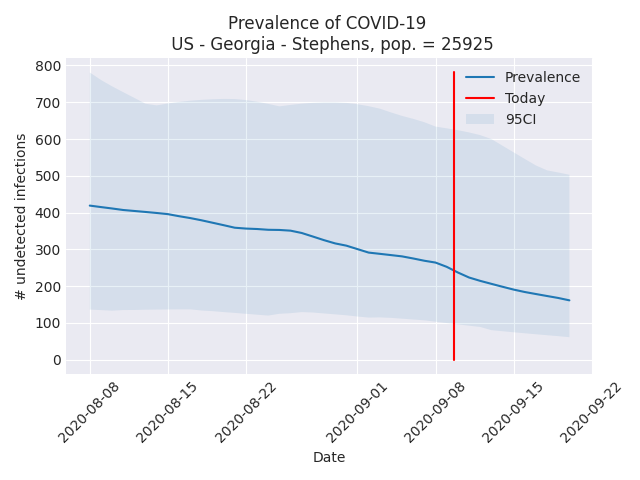 Prevalence of COVID-19
US - Georgia - Stephens, pop. = 25925
800
700
600
500
400
300
200
100
0
# undetected infections
Prevalence
Today
95CI
2020-08-08
2020-08-15
2020-08-22
2020-09-01
2020-09-08
2020-09-15
2020-09-22
Date